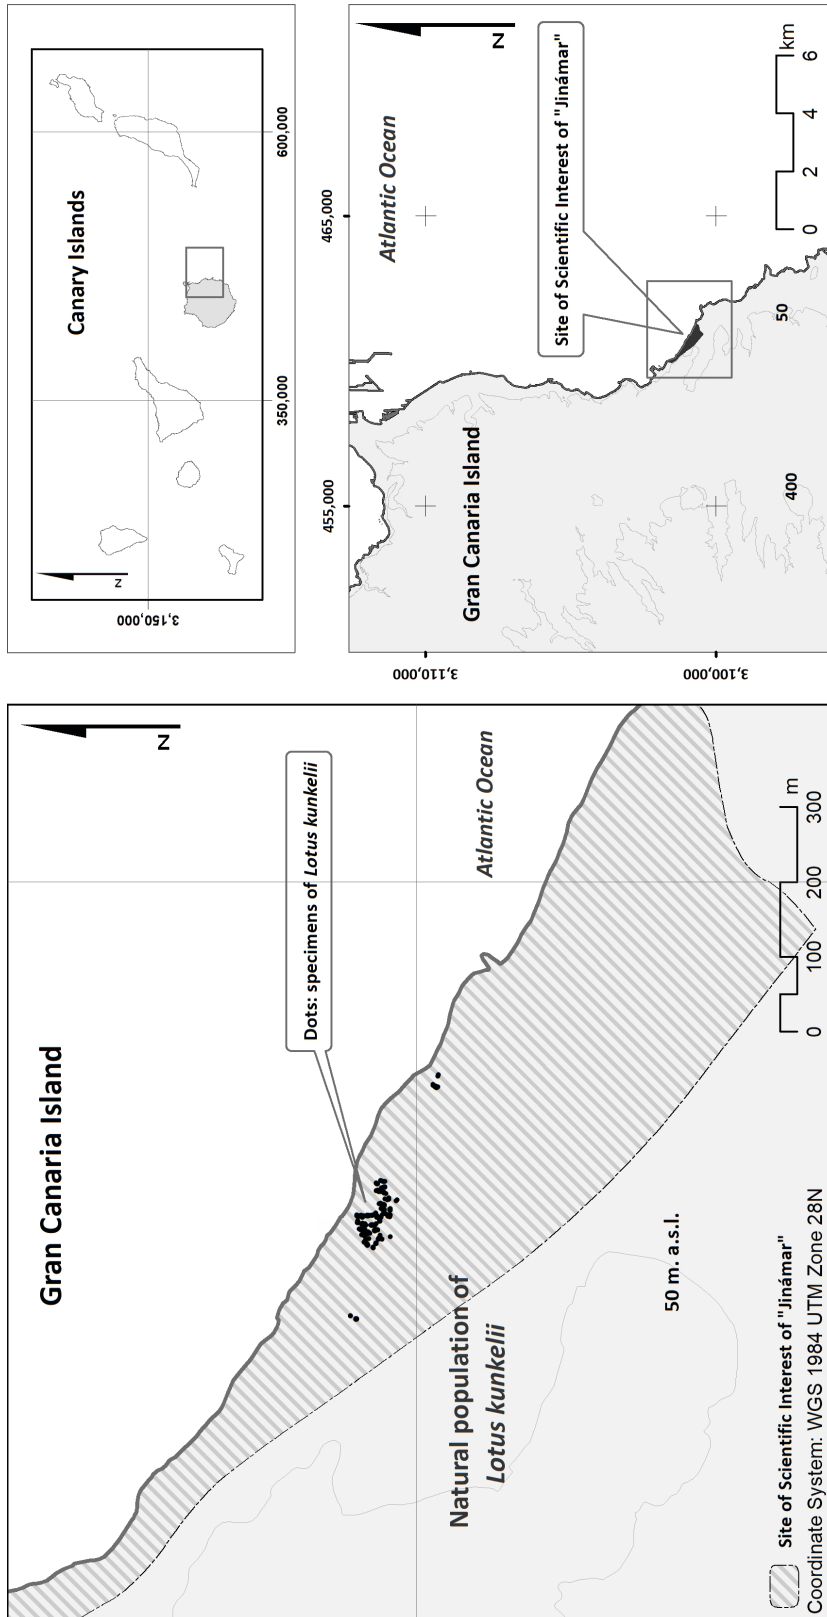 Canary Islands
N
3,150,000
350,000
600,000
455,000
465,000
N
Atlantic Ocean
Gran Canaria Island
Site of Scientific Interest of "Jinámar"
3,110,000
3,100,000
400
50
0
2
4
6
km
Gran Canaria Island
N
Dots: specimens of Lotus kunkelii
Atlantic Ocean
Natural population of
Lotus kunkelii
50 m. a.s.l.
0
100
200
300
m
Site of Scientific Interest of "Jinámar"
Coordinate System: WGS 1984 UTM Zone 28N